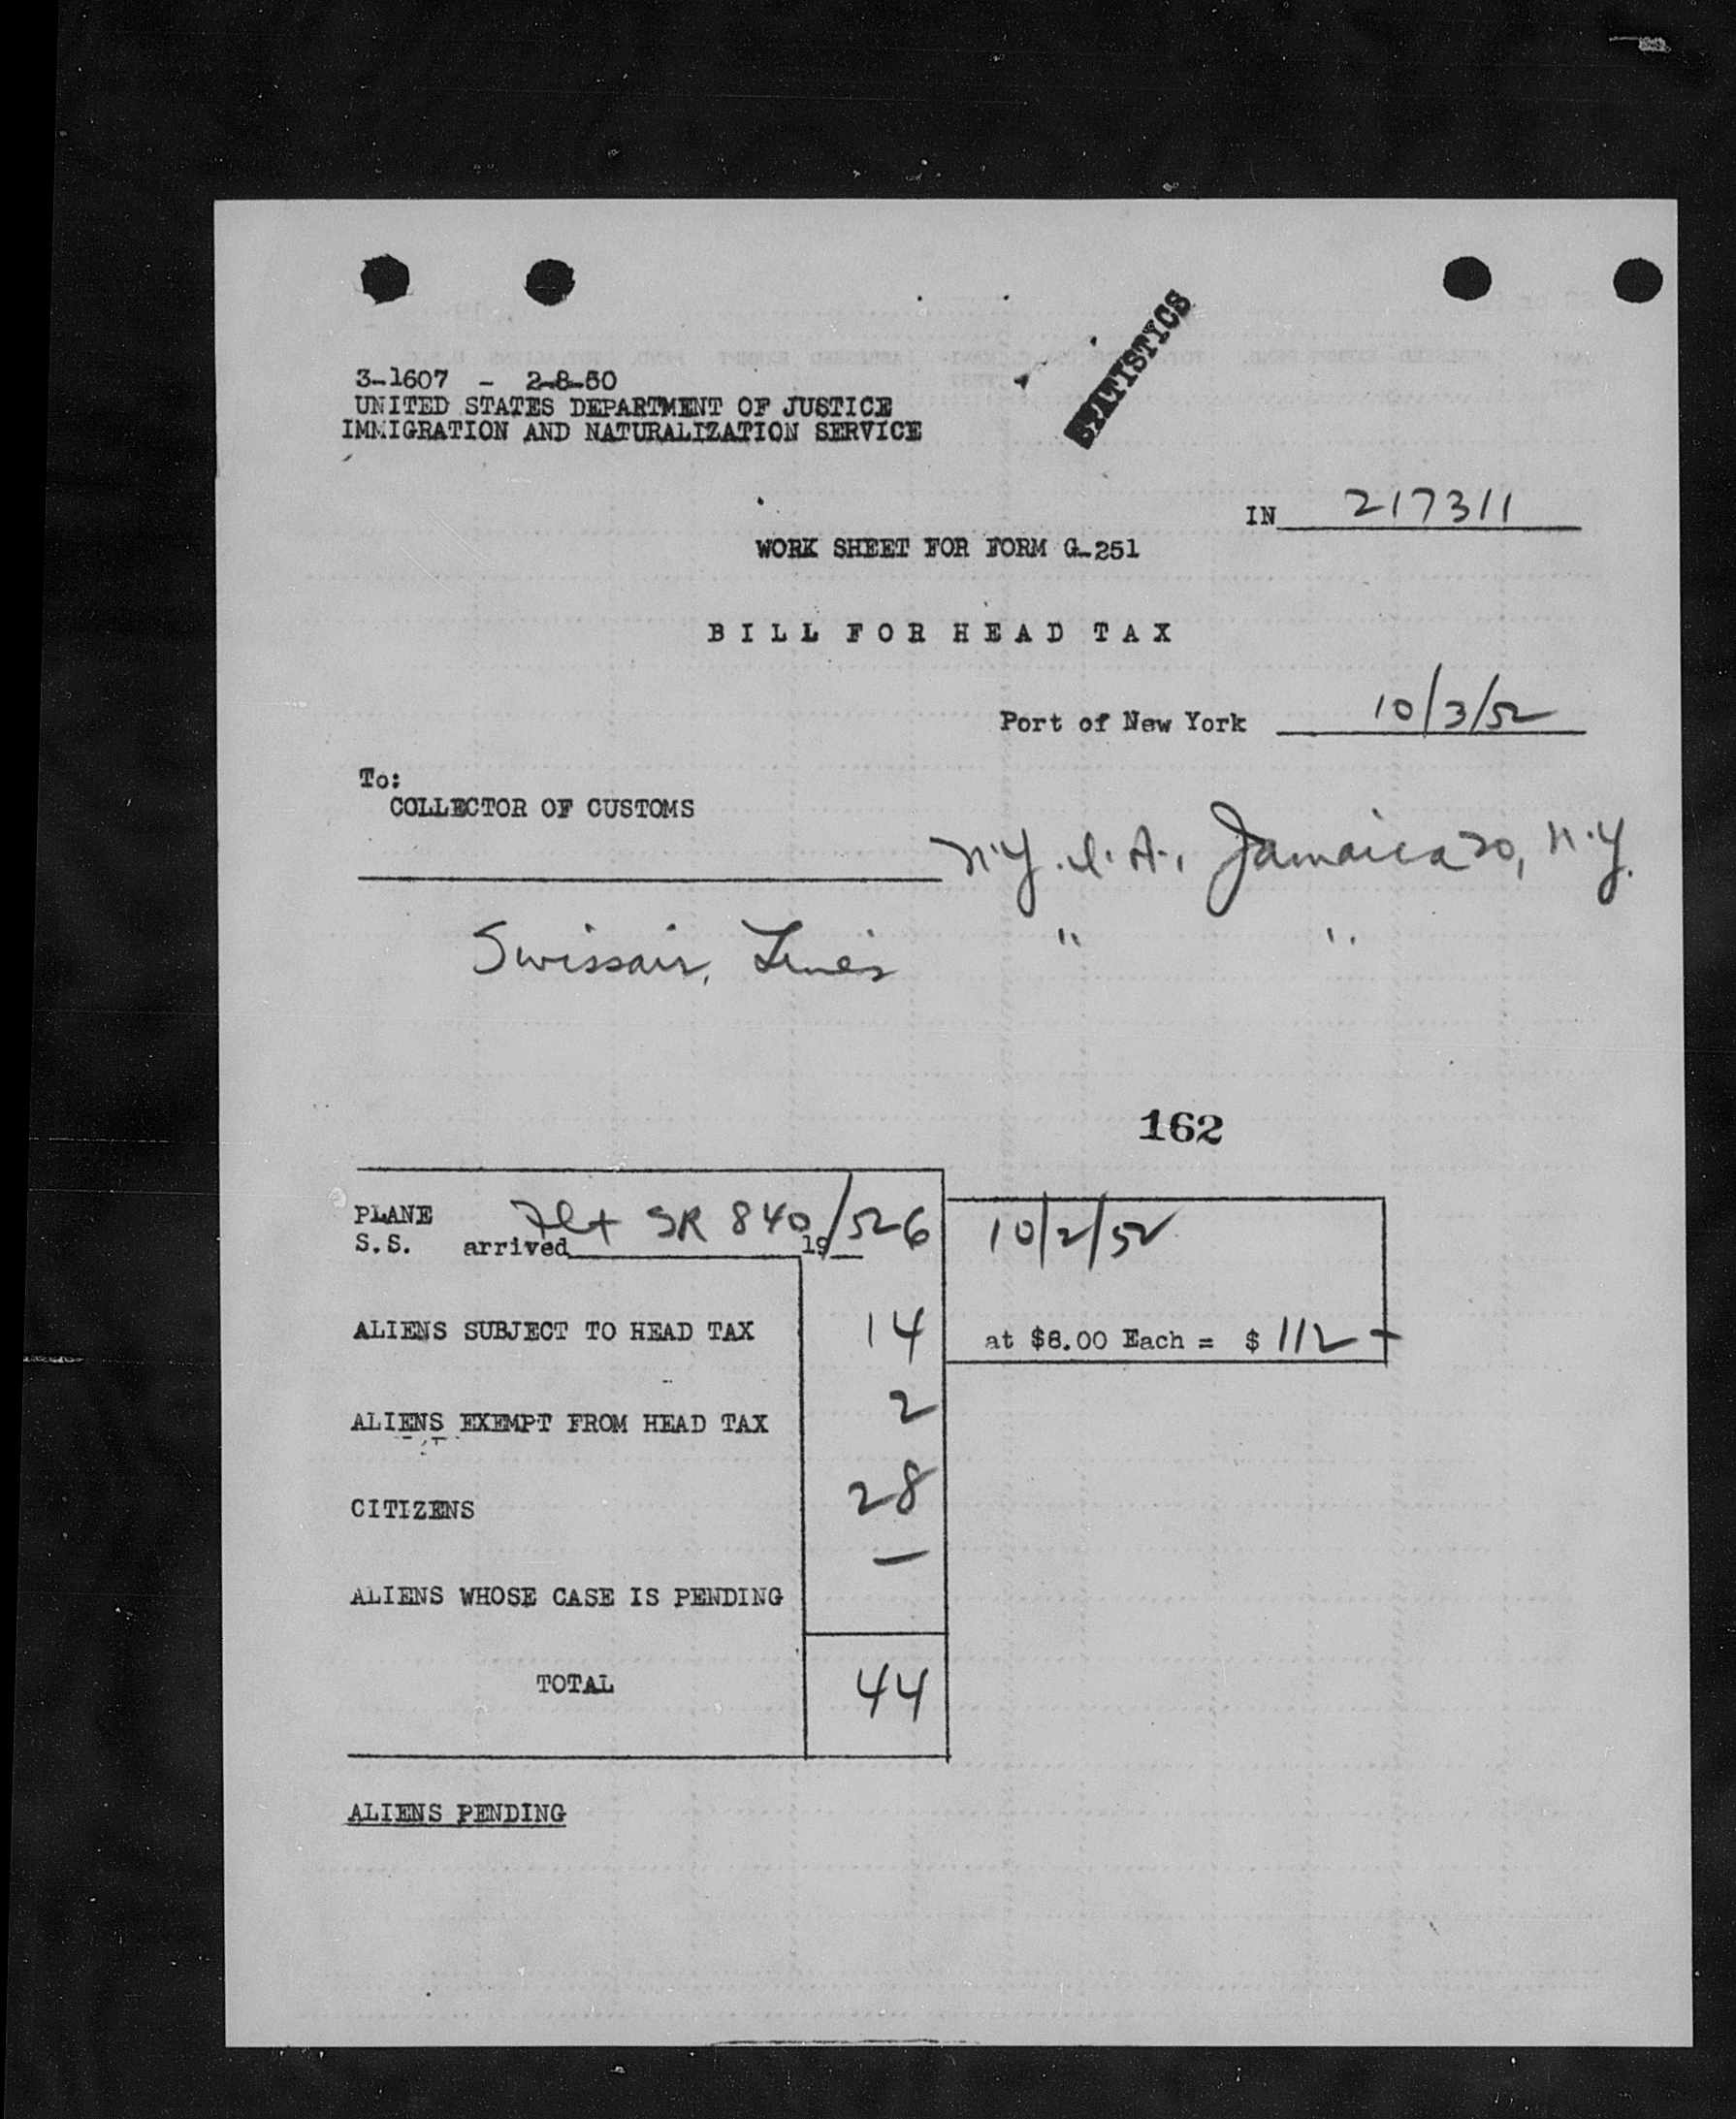 STATISTICS
3-1607 - 2-8-50
UNITED STATES DEPARTMENT OF JUSTICE
IMMIGRATION AND NATURALIZATION SERVICE
IN 217311
WORK SHEET FOR FORM G-251
BILL FOR HEAD TAX
Port of New York 10/3/52
To:
COLLECTOR OF CUSTOMS
N.Y.I.A., Jamaica 30, N.Y.
Swissair, Lines " "
162
PLANE
S.S. arrived Flt SR 840/526 19 10/2/52
ALIENS SUBJECT TO HEAD TAX 14 at $8.00 Each = $ 112
ALIENS EXEMPT FROM HEAD TAX 2
CITIZENS 28
ALIENS WHOSE CASE IS PENDING —
TOTAL 44
ALIENS PENDING